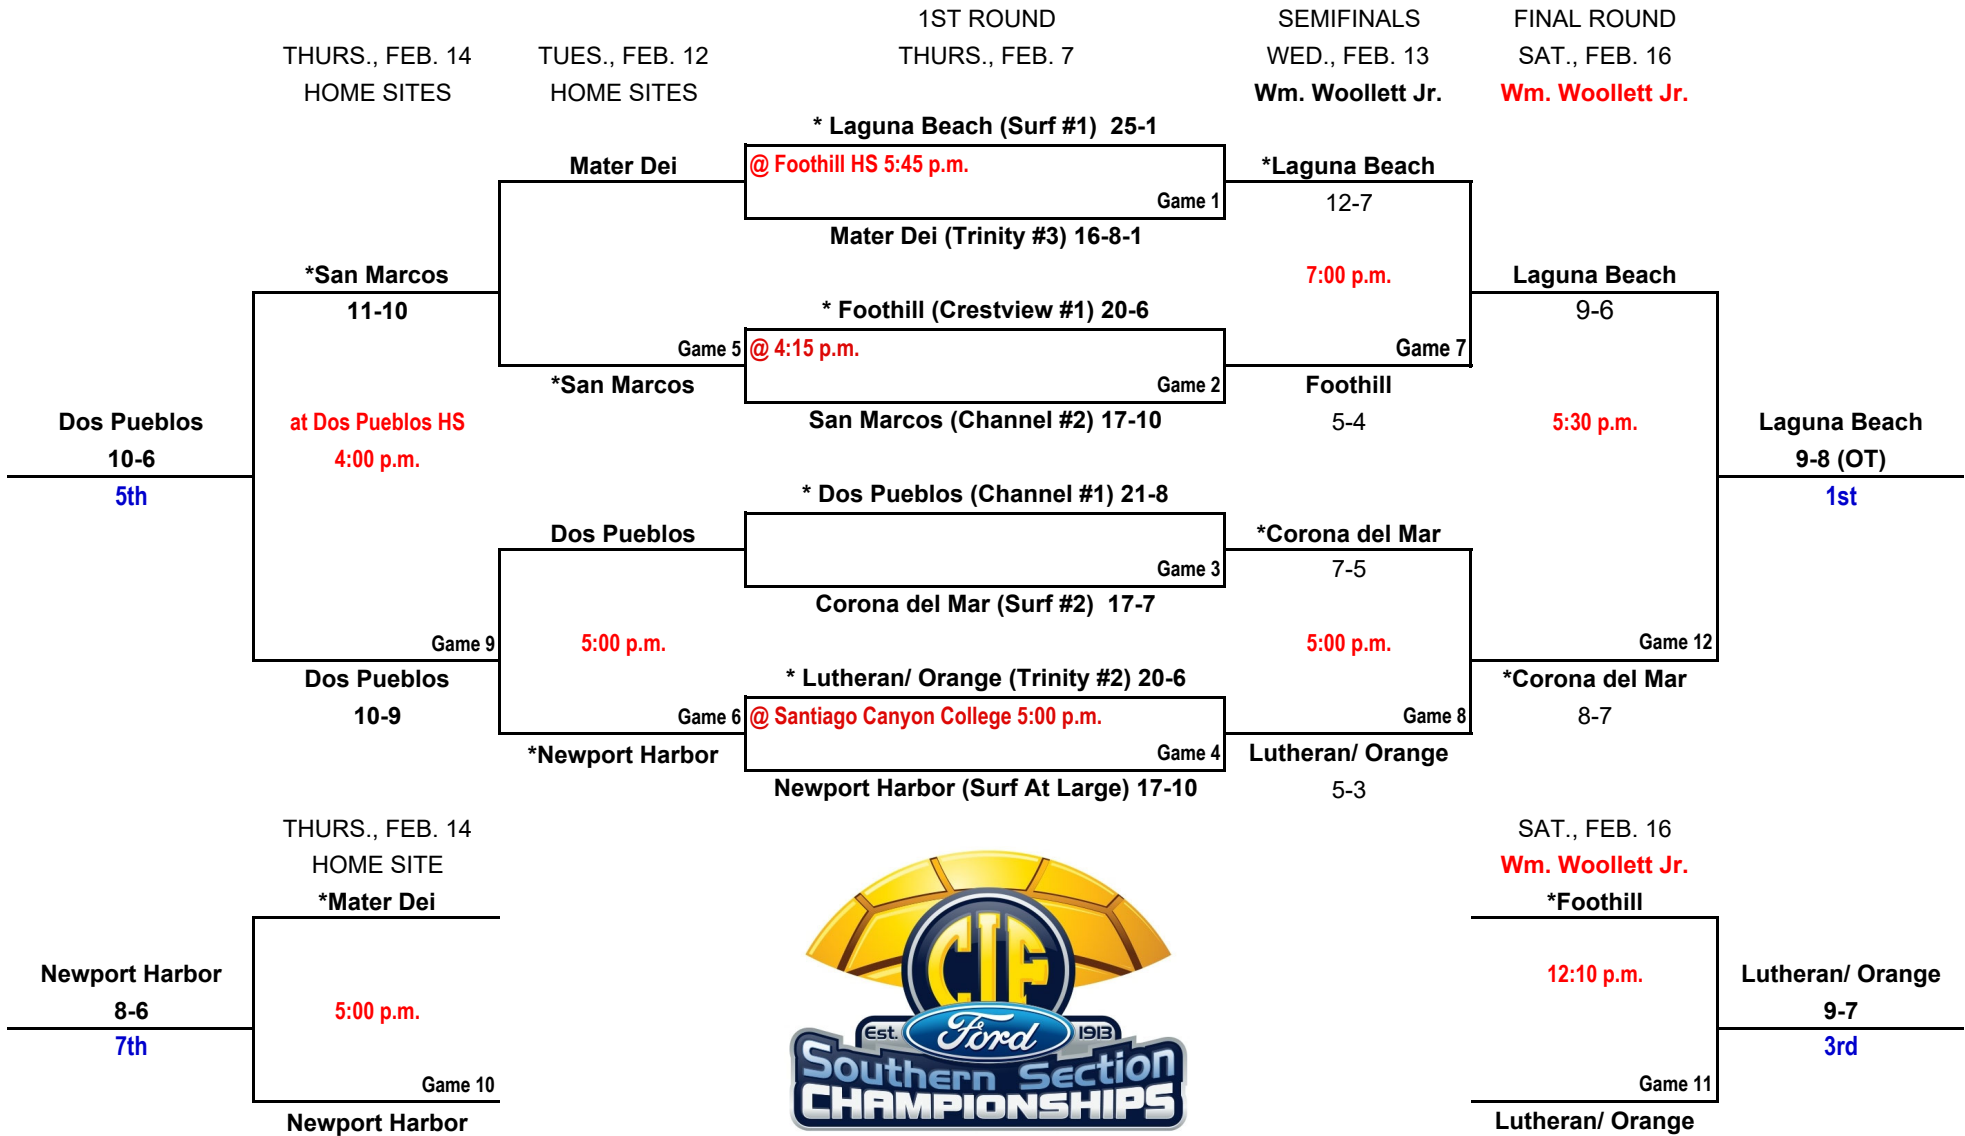 1ST ROUND SEMIFINALS FINAL ROUND
THURS., FEB. 14 TUES., FEB. 12 THURS., FEB. 7 WED., FEB. 13 SAT., FEB. 16
HOME SITES HOME SITES Wm. Woollett Jr. Wm. Woollett Jr.
* Laguna Beach (Surf #1) 25-1
Mater Dei @ Foothill HS 5:45 p.m. *Laguna Beach
Game 1 12-7
Mater Dei (Trinity #3) 16-8-1
*San Marcos 7:00 p.m. Laguna Beach
11-10 * Foothill (Crestview #1) 20-6 9-6
Game 5 @ 4:15 p.m. Game 7
*San Marcos Game 2 Foothill
Dos Pueblos at Dos Pueblos HS San Marcos (Channel #2) 17-10 5-4 5:30 p.m. Laguna Beach
10-6 4:00 p.m. 9-8 (OT)
5th * Dos Pueblos (Channel #1) 21-8 1st
Dos Pueblos *Corona del Mar
Game 3 7-5
Corona del Mar (Surf #2) 17-7
Game 9 5:00 p.m. 5:00 p.m. Game 12
Dos Pueblos * Lutheran/ Orange (Trinity #2) 20-6 *Corona del Mar
10-9 Game 6 @ Santiago Canyon College 5:00 p.m. Game 8 8-7
*Newport Harbor Game 4 Lutheran/ Orange
Newport Harbor (Surf At Large) 17-10 5-3
THURS., FEB. 14 SAT., FEB. 16
HOME SITE Wm. Woollett Jr.
*Mater Dei *Foothill
Newport Harbor CIF 12:10 p.m. Lutheran/ Orange
8-6 5:00 p.m. 9-7
7th Est. Ford 1913 3rd
Southern Section
Game 10 Game 11
CHAMPIONSHIPS
Newport Harbor Lutheran/ Orange